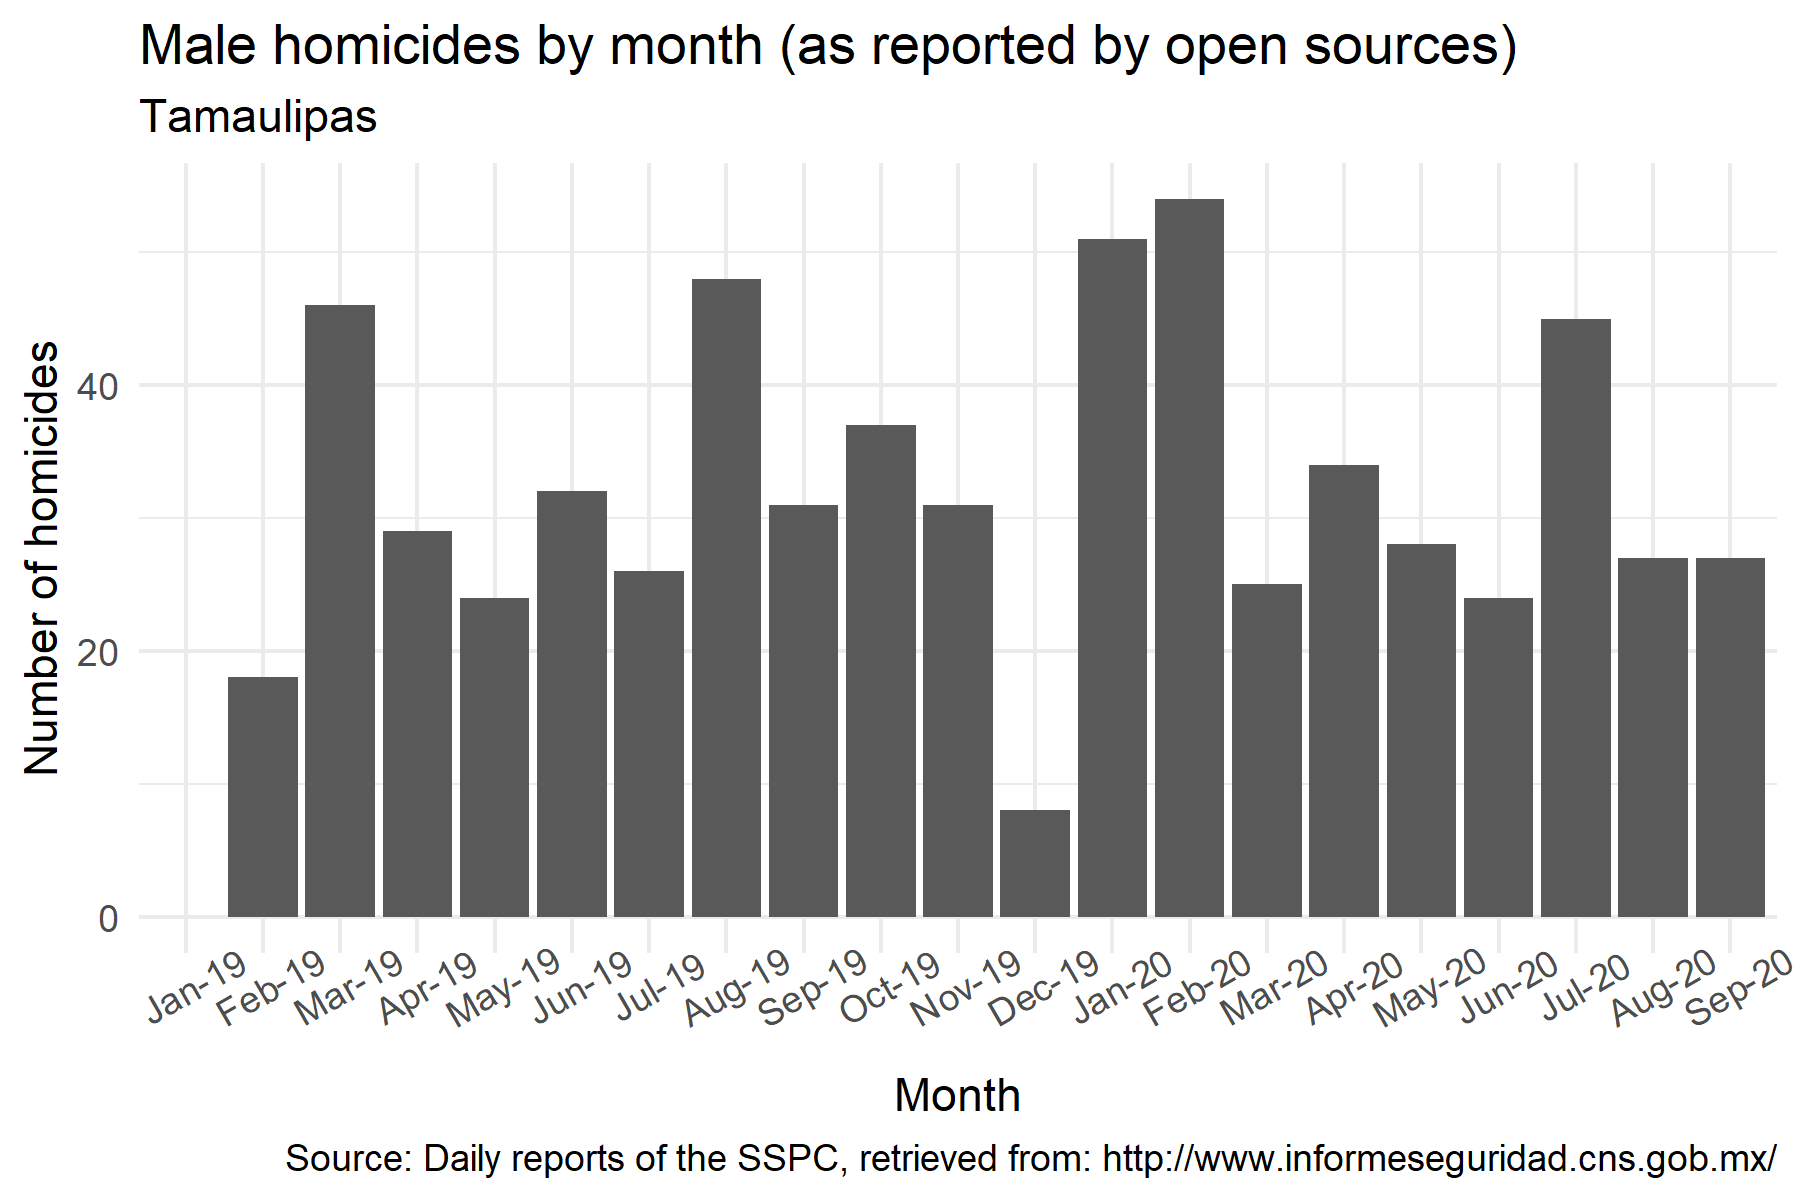 Male homicides by month (as reported by open sources)
Tamaulipas
Number of homicides
40
20
0
Jan-19
Feb-19
Mar-19
Apr-19
May-19
Jun-19
Jul-19
Aug-19
Sep-19
Oct-19
Nov-19
Dec-19
Jan-20
Feb-20
Mar-20
Apr-20
May-20
Jun-20
Jul-20
Aug-20
Sep-20
Month
Source: Daily reports of the SSPC, retrieved from: http://www.informeseguridad.cns.gob.mx/